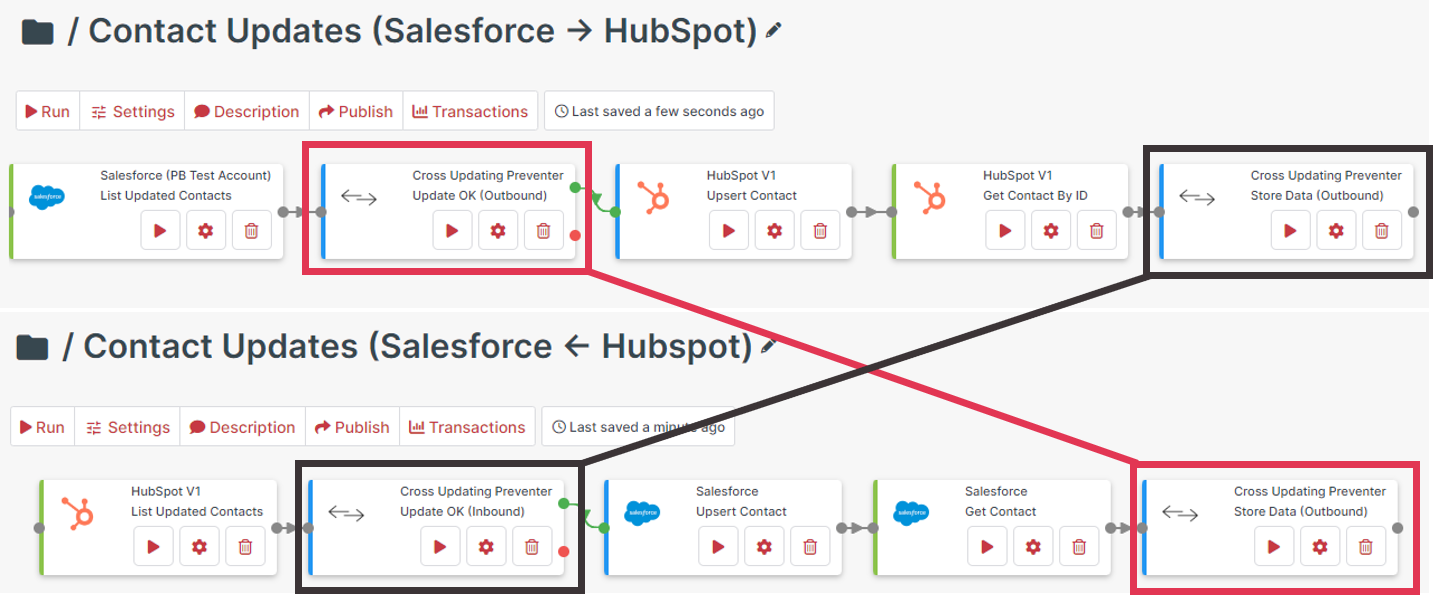 / Contact Updates (Salesforce → HubSpot)
Run Settings Description Publish Transactions Last saved a few seconds ago
Salesforce (PB Test Account)
List Updated Contacts
salesforce
Cross Updating Preventer
Update OK (Outbound)
HubSpot V1
Upsert Contact
HubSpot V1
Get Contact By ID
Cross Updating Preventer
Store Data (Outbound)
/ Contact Updates (Salesforce ← Hubspot)
Run Settings Description Publish Transactions Last saved a minute ago
HubSpot V1
List Updated Contacts
Cross Updating Preventer
Update OK (Inbound)
Salesforce
Upsert Contact
salesforce
Salesforce
Get Contact
salesforce
Cross Updating Preventer
Store Data (Outbound)